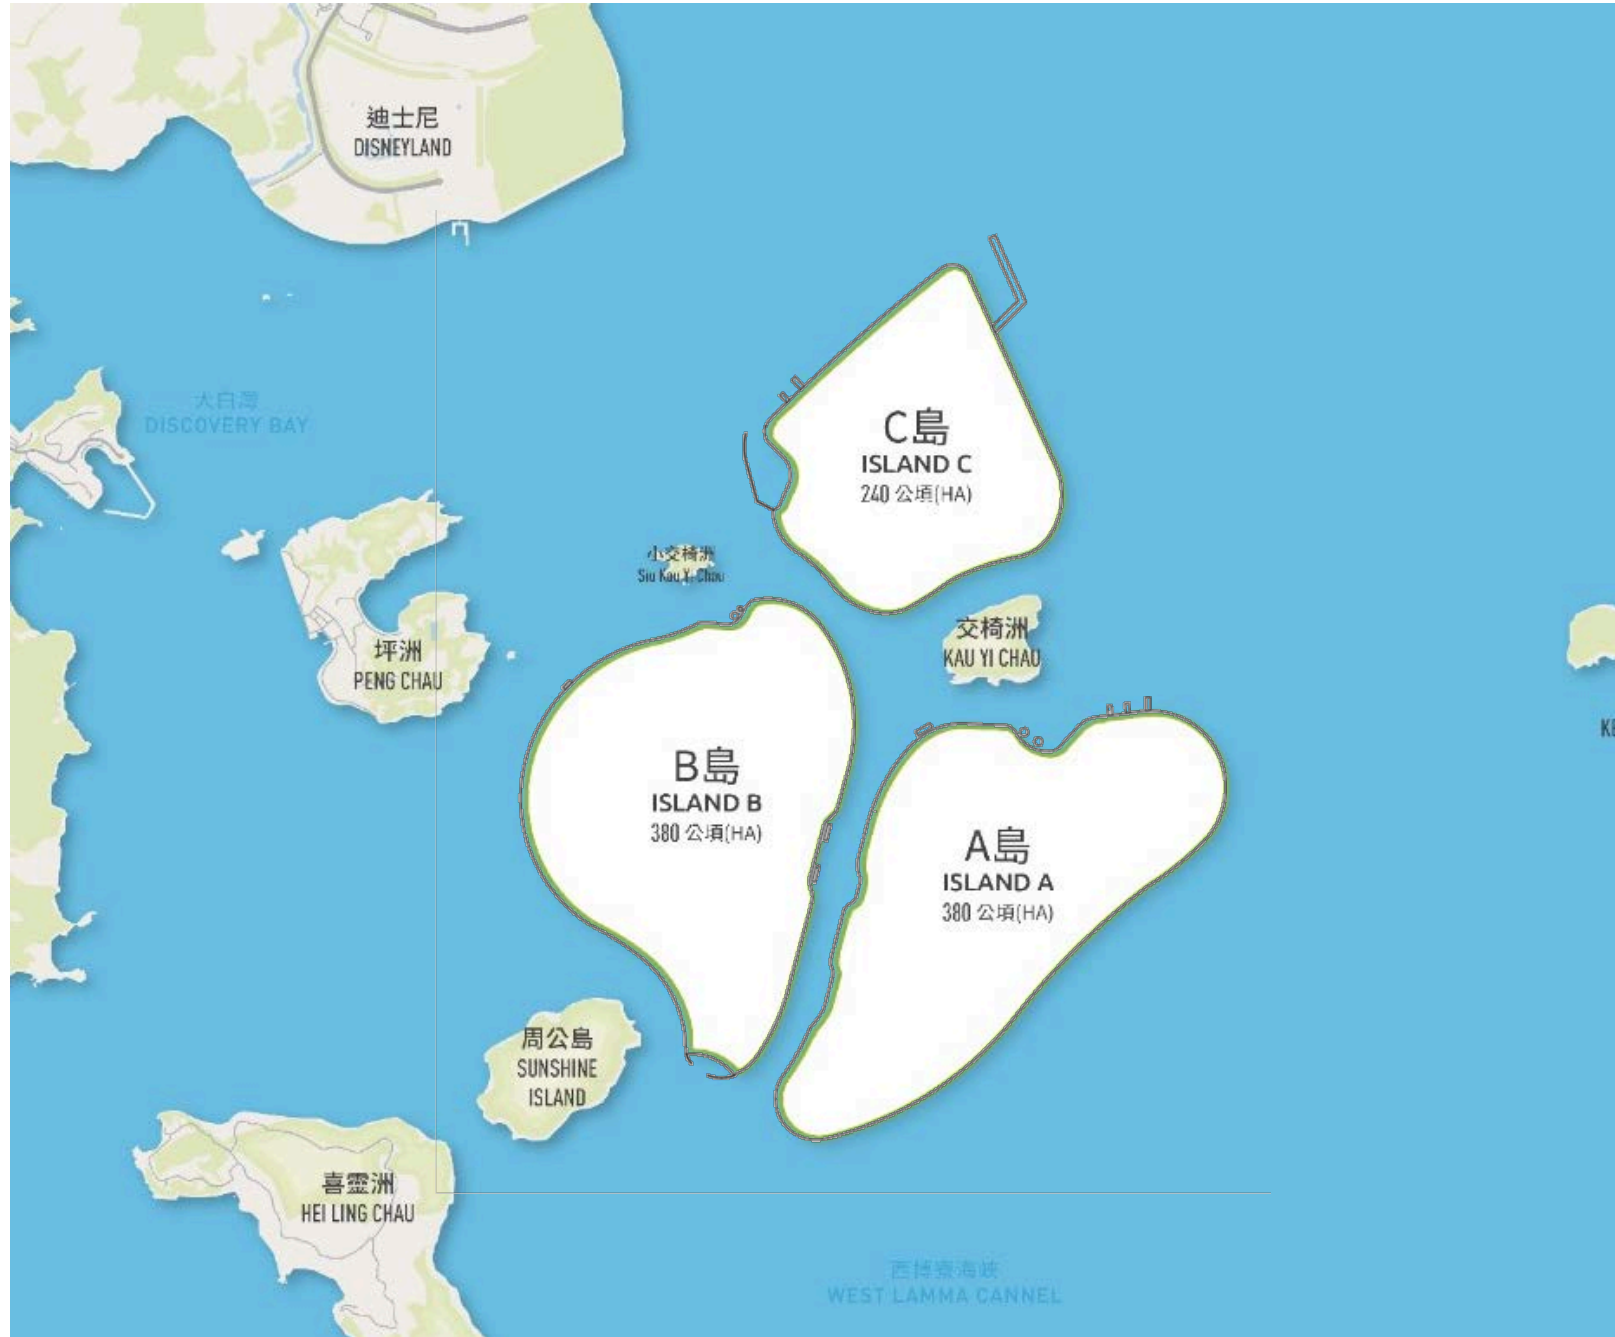 迪士尼
DISNEYLAND
大白灣
DISCOVERY BAY
C島
ISLAND C
240 公頃(HA)
小交椅洲
Siu Kau Yi Chau
交椅洲
KAU YI CHAU
坪洲
PENG CHAU
B島
ISLAND B
380 公頃(HA)
A島
ISLAND A
380 公頃(HA)
周公島
SUNSHINE
ISLAND
喜靈洲
HEI LING CHAU
西博寮海峽
WEST LAMMA CANNEL